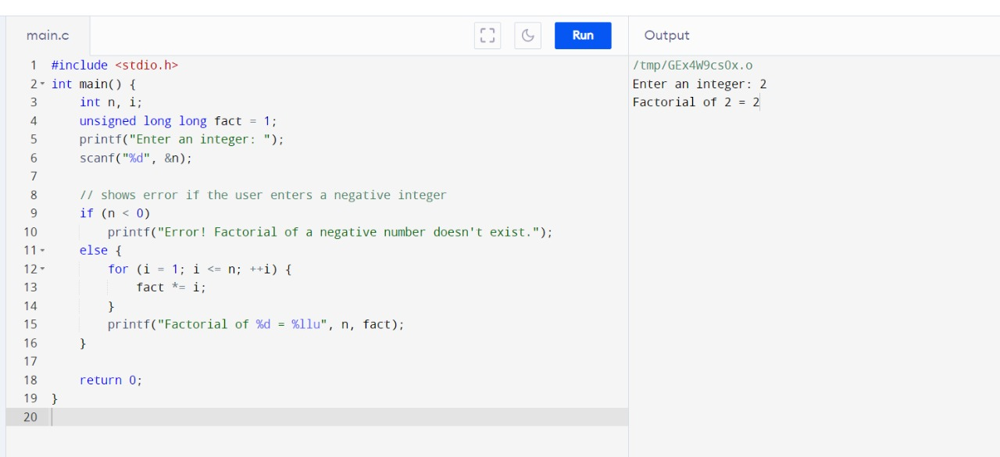 main.c
Run
Output
1 #include <stdio.h>
2 int main() {
3     int n, i;
4     unsigned long long fact = 1;
5     printf("Enter an integer: ");
6     scanf("%d", &n);
7
8     // shows error if the user enters a negative integer
9     if (n < 0)
10         printf("Error! Factorial of a negative number doesn't exist.");
11     else {
12         for (i = 1; i <= n; ++i) {
13             fact *= i;
14         }
15         printf("Factorial of %d = %llu", n, fact);
16     }
17
18     return 0;
19 }
20
/tmp/GEx4W9csOx.o
Enter an integer: 2
Factorial of 2 = 2